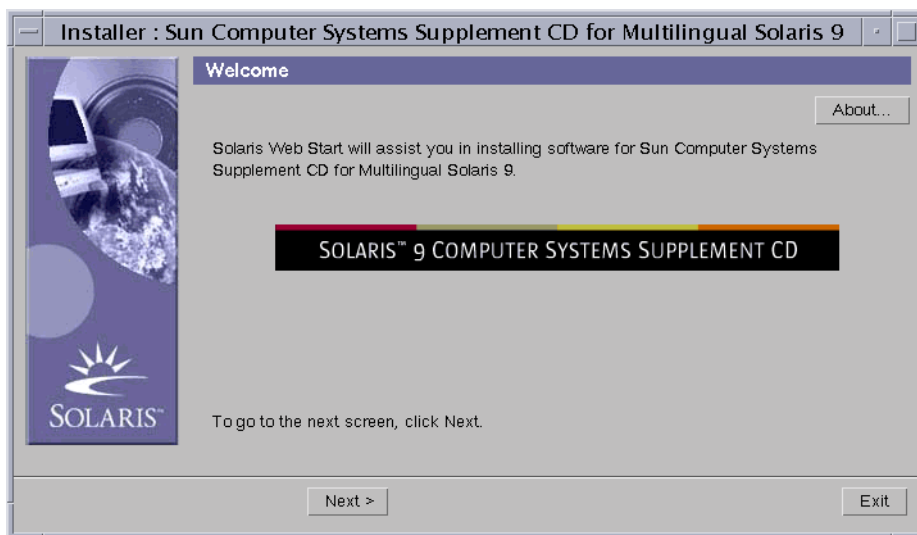 Installer : Sun Computer Systems Supplement CD for Multilingual Solaris 9
Welcome
About...
Solaris Web Start will assist you in installing software for Sun Computer Systems
Supplement CD for Multilingual Solaris 9.
SOLARIS™ 9 COMPUTER SYSTEMS SUPPLEMENT CD
SOLARIS™
To go to the next screen, click Next.
Next >
Exit